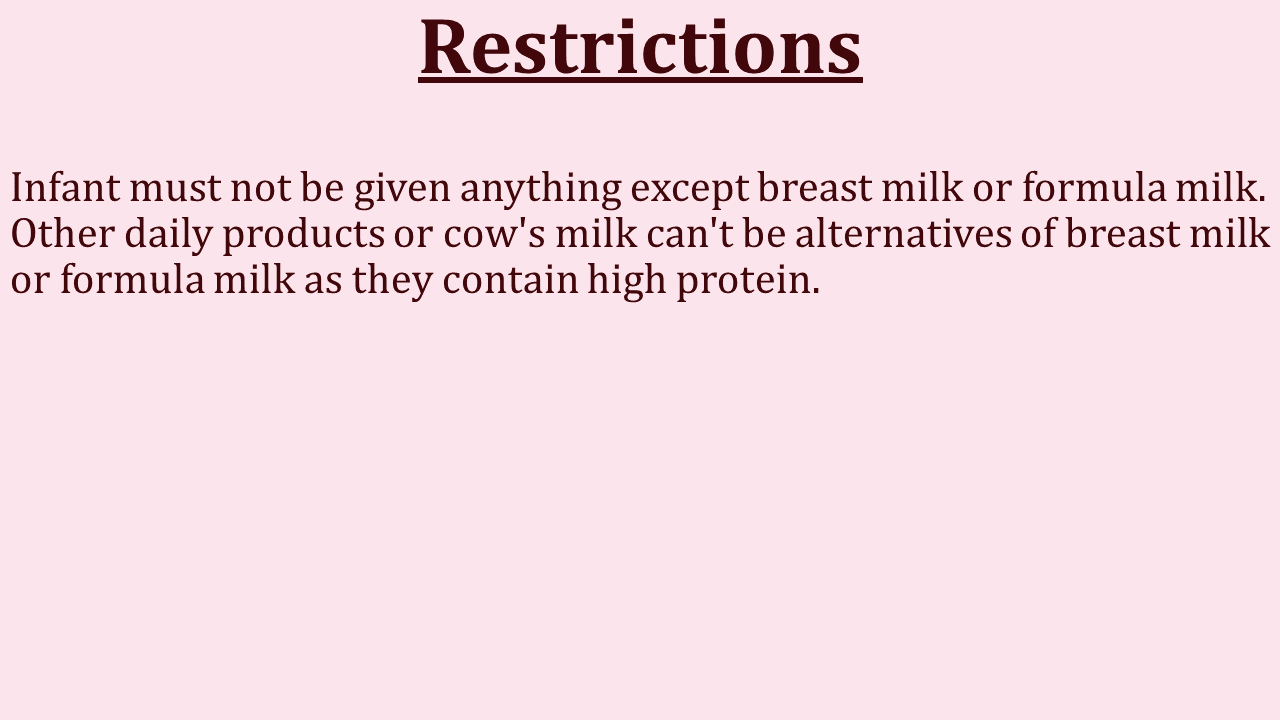 Restrictions
Infant must not be given anything except breast milk or formula milk.
Other daily products or cow's milk can't be alternatives of breast milk
or formula milk as they contain high protein.